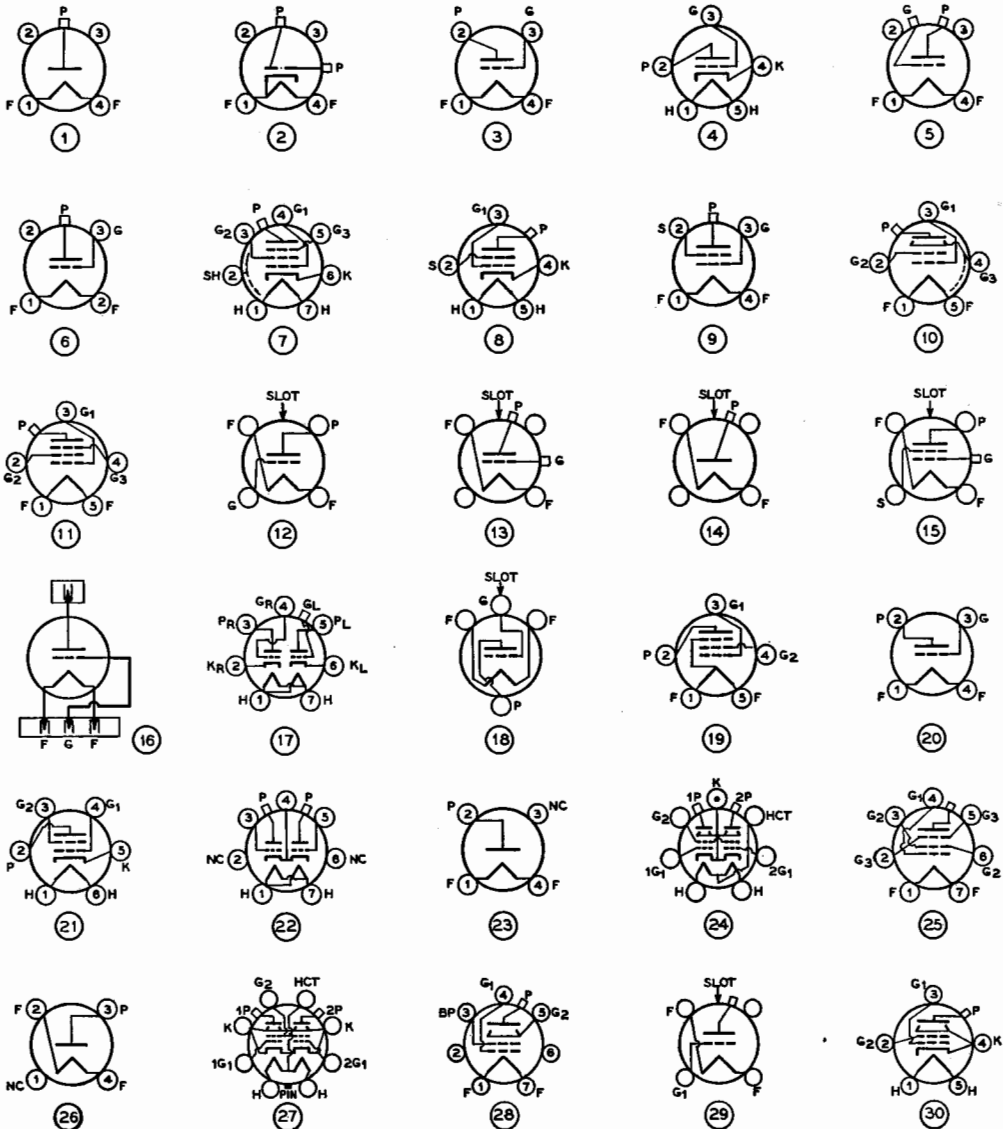 P
2 3
F 1 4 F
1
P
2 3
P
F 1 4 F
2
P G
2 3
F 1 4 F
3
G
3
P 2 4 K
H 1 5 H
4
G P
2 3
F 1 4 F
5
P
2 3 G
1 2
F F
6
P 4 G1
G2 3 5 G3
SH 2 6 K
H 1 7 H
7
G1 3
P
S 2 4 K
H 1 5 H
8
P
S 2 3 G
F 1 4 F
9
3 G1
P
G2 2 4
G3
F 1 5 F
10
3 G1
P
2 4
G2 G3
F 1 5 F
11
SLOT
F P
G F
12
SLOT
F P
G
F
13
SLOT
F P
F
14
SLOT
F P
G
S F
15
F G F
16
GR 4 GL
PR 3 5 PL
KR 2 6 KL
H 1 7 H
17
SLOT
G
F F
P
18
3 G1
P 2 4 G2
F 1 5 F
19
P 2 3 G
F 1 4 F
20
G2 3 4 G1
2 5
P K
H 1 6 H
21
P 4 P
3 5
NC 2 6 NC
H 1 7 H
22
P 2 3 NC
F 1 4 F
23
K
1P 2P
G2 HCT
1G1 2G1
H H
24
G1 4
G2 3 5 G3
G3 2 6 G2
F 1 7 F
25
F 2 3 P
NC 1 4 F
26
G2 HCT
1P 2P
K K
1G1 2G1
H PIN H
27
G1 4 P
BP 3 5 G2
2 6
F 1 7 F
28
SLOT
F
G1 F
29
G1
3 P
G2 2 4 K
H 1 5 H
30